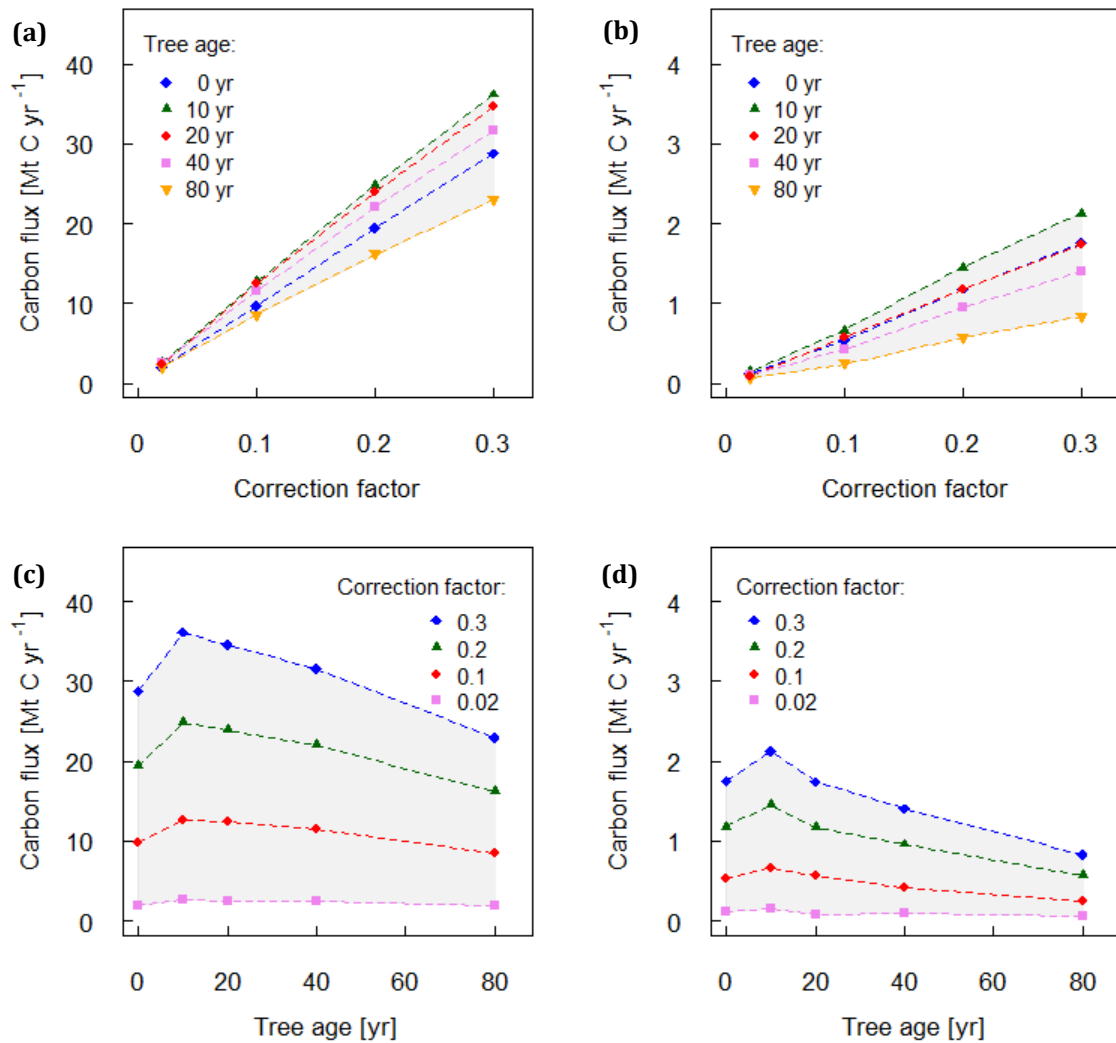 (a)
Tree age:
0 yr
10 yr
20 yr
40 yr
80 yr
Carbon flux [Mt C yr -1]
40
30
20
10
0
0 0.1 0.2 0.3
Correction factor
(b)
Tree age:
0 yr
10 yr
20 yr
40 yr
80 yr
Carbon flux [Mt C yr -1]
4
3
2
1
0
0 0.1 0.2 0.3
Correction factor
(c)
Correction factor:
0.3
0.2
0.1
0.02
Carbon flux [Mt C yr -1]
40
30
20
10
0
0 20 40 60 80
Tree age [yr]
(d)
Correction factor:
0.3
0.2
0.1
0.02
Carbon flux [Mt C yr -1]
4
3
2
1
0
0 20 40 60 80
Tree age [yr]